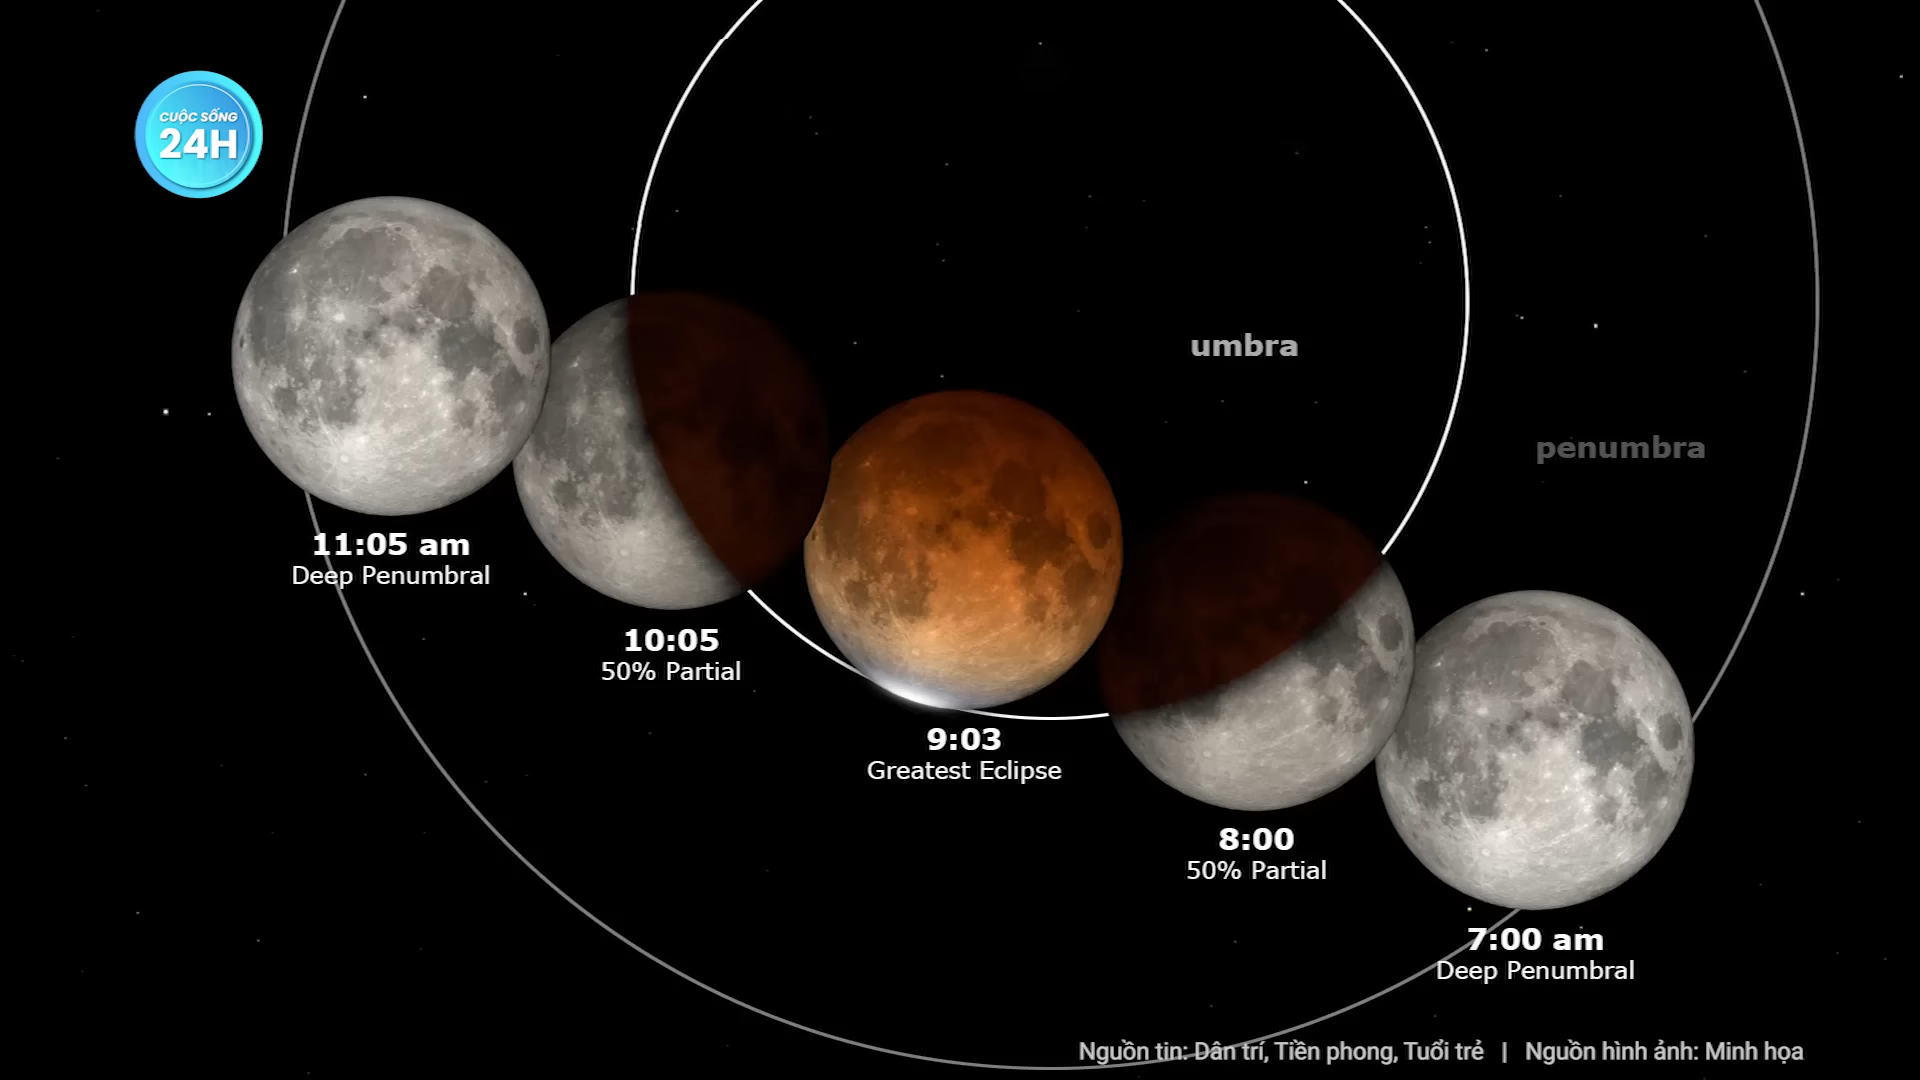 CUỘC SỐNG
24H
umbra
penumbra
11:05 am
Deep Penumbral
10:05
50% Partial
9:03
Greatest Eclipse
8:00
50% Partial
7:00 am
Deep Penumbral
Nguồn tin: Dân trí, Tiền phong, Tuổi trẻ | Nguồn hình ảnh: Minh họa